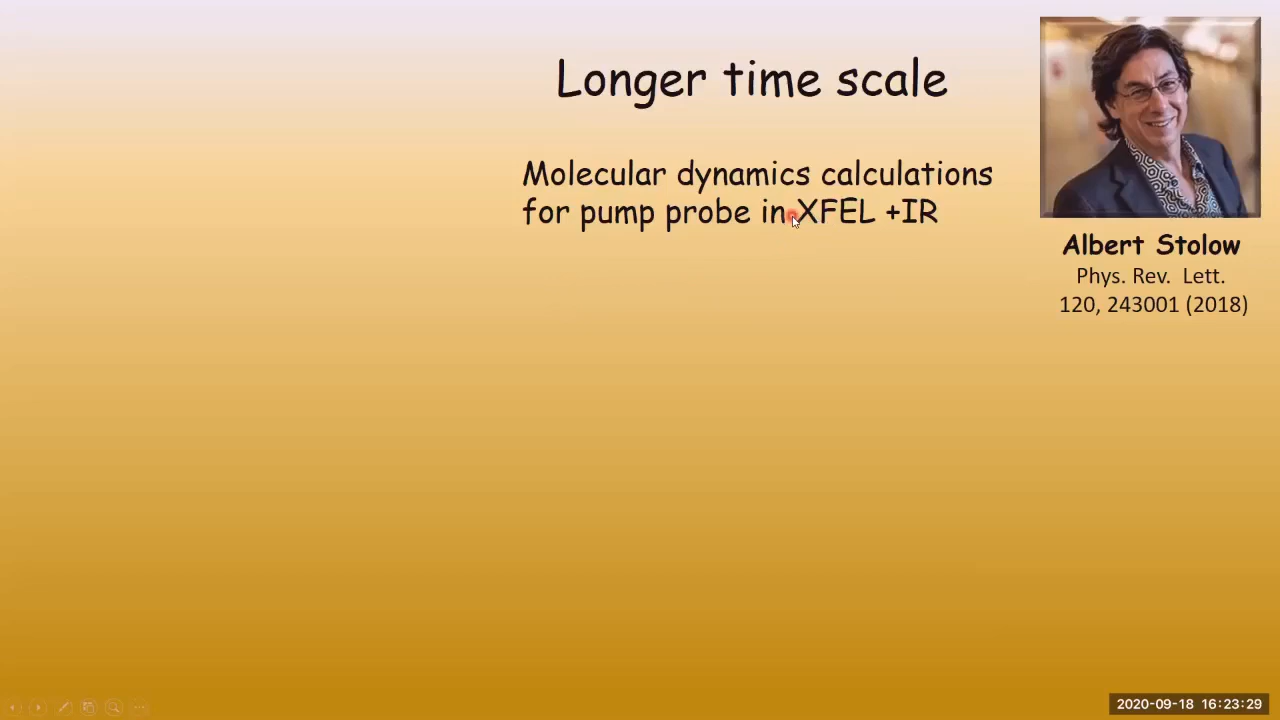 Longer time scale
Molecular dynamics calculations
for pump probe in XFEL +IR
Albert Stolow
Phys. Rev. Lett.
120, 243001 (2018)
2020-09-18 16:23:29